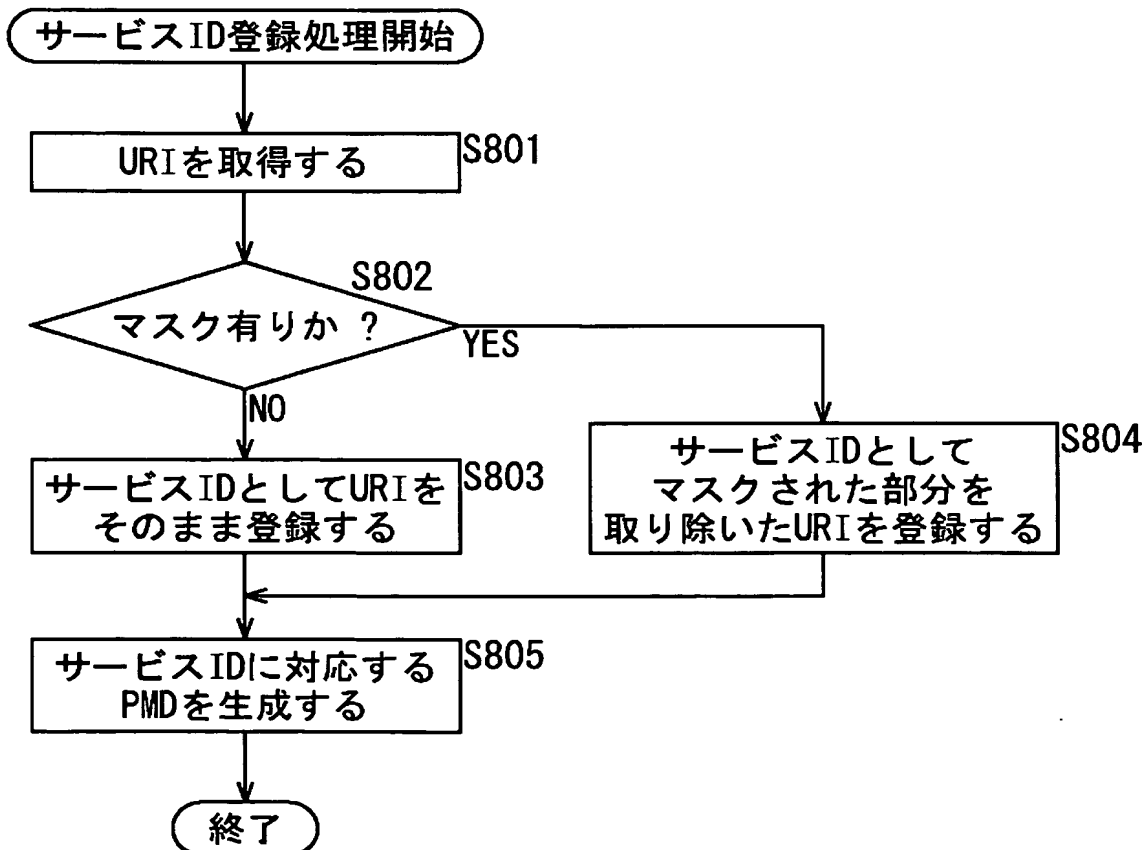 サービスID登録処理開始
URIを取得する
S801
S802
マスク有りか ?
YES
NO
サービスIDとしてURIを
そのまま登録する
S803
サービスIDとして
マスクされた部分を
取り除いたURIを登録する
S804
サービスIDに対応する
PMDを生成する
S805
終了